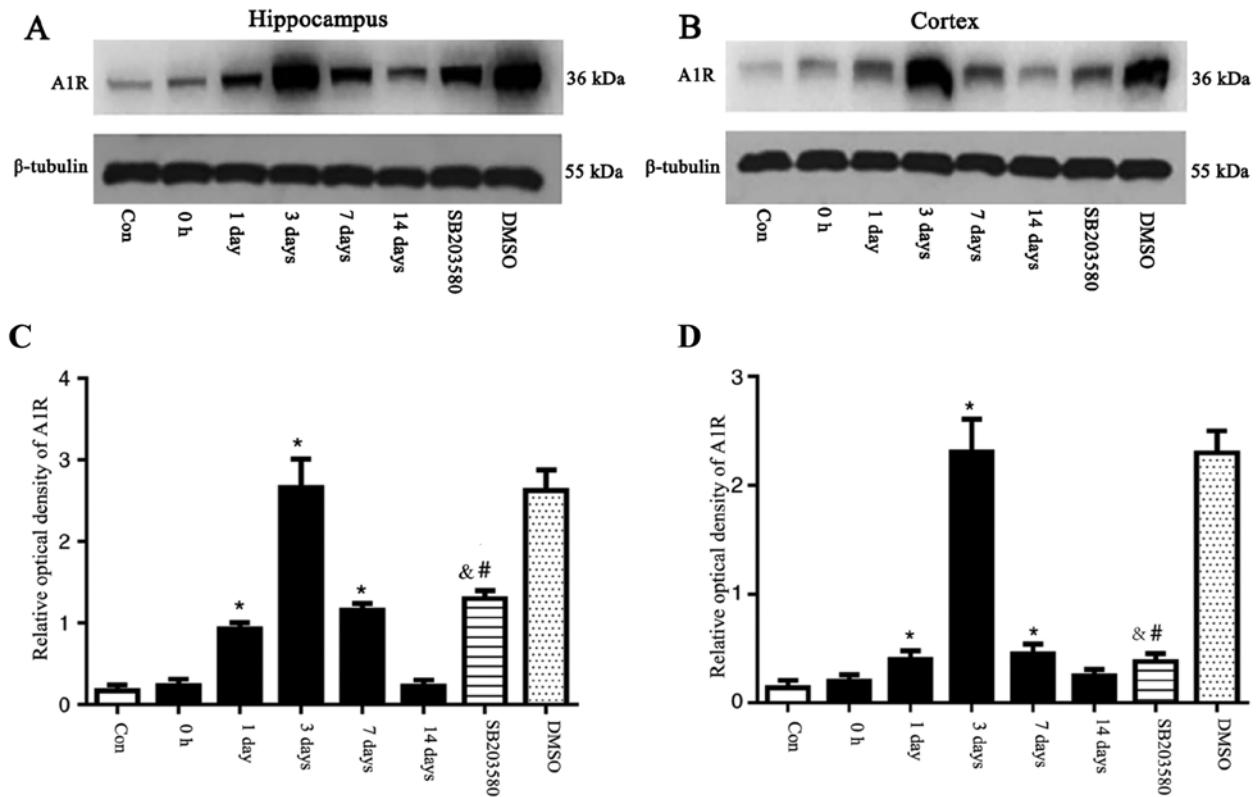 A
Hippocampus
A1R
36 kDa
β-tubulin
55 kDa
Con
0 h
1 day
3 days
7 days
14 days
SB203580
DMSO
B
Cortex
A1R
36 kDa
β-tubulin
55 kDa
Con
0 h
1 day
3 days
7 days
14 days
SB203580
DMSO
C
Relative optical density of A1R
4
3
2
1
0
*
*
*
&#
Con
0 h
1 day
3 days
7 days
14 days
SB203580
DMSO
D
Relative optical density of A1R
3
2
1
0
*
*
*
&#
Con
0 h
1 day
3 days
7 days
14 days
SB203580
DMSO